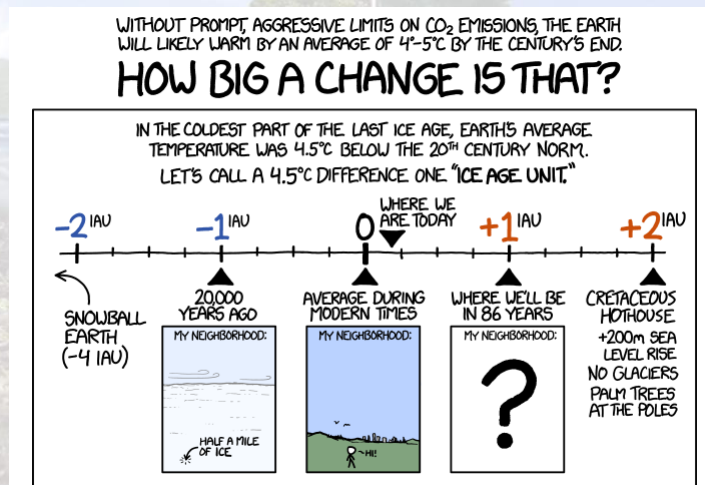 WITHOUT PROMPT, AGGRESSIVE LIMITS ON CO₂ EMISSIONS, THE EARTH
WILL LIKELY WARM BY AN AVERAGE OF 4°-5°C BY THE CENTURY'S END.
HOW BIG A CHANGE IS THAT?
IN THE COLDEST PART OF THE LAST ICE AGE, EARTH'S AVERAGE
TEMPERATURE WAS 4.5°C BELOW THE 20TH CENTURY NORM.
LET'S CALL A 4.5°C DIFFERENCE ONE "ICE AGE UNIT."
-2 IAU
-1 IAU
0
WHERE WE
ARE TODAY
+1 IAU
+2 IAU
SNOWBALL
EARTH
(-4 IAU)
20,000
YEARS AGO
MY NEIGHBORHOOD:
HALF A MILE
OF ICE
AVERAGE DURING
MODERN TIMES
MY NEIGHBORHOOD:
HI!
WHERE WE'LL BE
IN 86 YEARS
MY NEIGHBORHOOD:
?
CRETACEOUS
HOTHOUSE
+200m SEA
LEVEL RISE
NO GLACIERS
PALM TREES
AT THE POLES